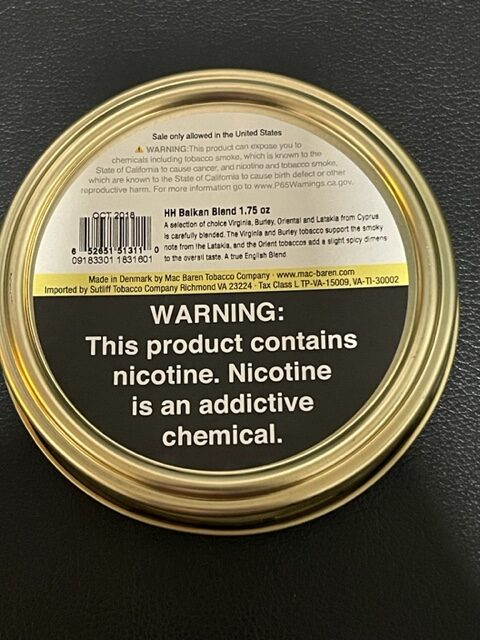 Sale only allowed in the United States
⚠ WARNING:This product can expose you to
chemicals including tobacco smoke, which is known to the
State of California to cause cancer, and nicotine and tobacco smoke,
which are known to the State of California to cause birth defect or other
reproductive harm. For more information go to www.P65Warnings.ca.gov.
OCT 2018
6 52651 51311 0
09183301 1831601
HH Balkan Blend 1.75 oz
A selection of choice Virginia, Burley, Oriental and Latakia from Cyprus
is carefully blended. The Virginia and Burley tobacco support the smoky
note from the Latakia, and the Orient tobaccos add a slight spicy dimens
to the overall taste. A true English Blend
Made in Denmark by Mac Baren Tobacco Company · www.mac-baren.com
Imported by Sutliff Tobacco Company Richmond VA 23224 · Tax Class L TP-VA-15009, VA-TI-30002
WARNING:
This product contains
nicotine. Nicotine
is an addictive
chemical.